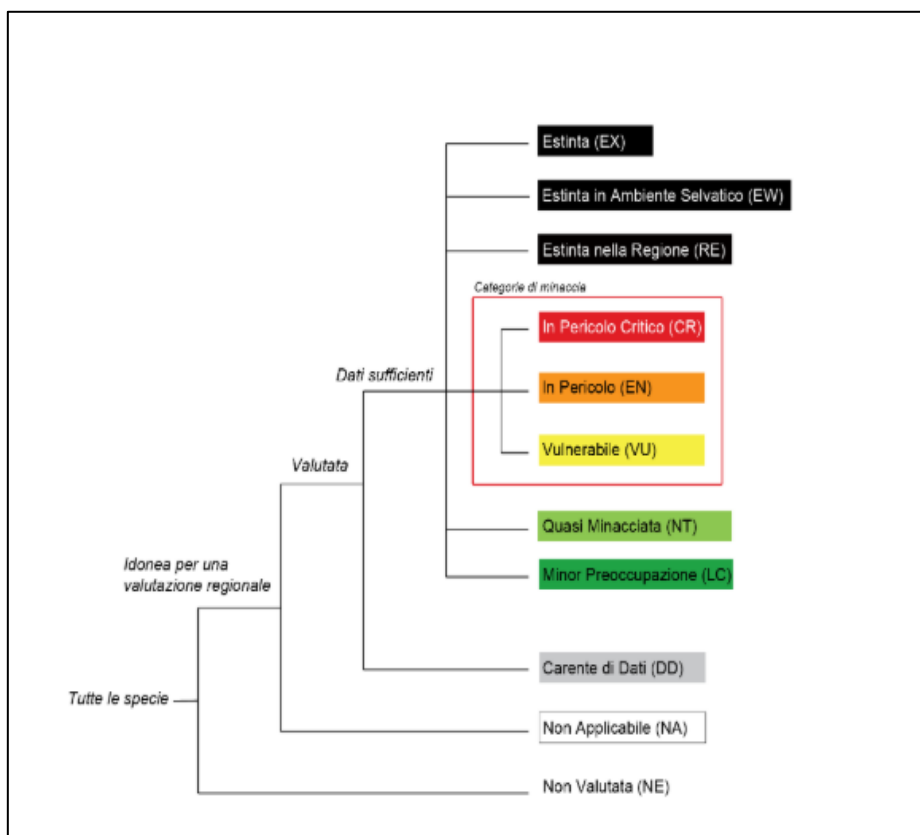 Estinta (EX)
Estinta in Ambiente Selvatico (EW)
Estinta nella Regione (RE)
Categorie di minaccia
In Pericolo Critico (CR)
Dati sufficienti
In Pericolo (EN)
Vulnerabile (VU)
Valutata
Quasi Minacciata (NT)
Idonea per una
valutazione regionale
Minor Preoccupazione (LC)
Carente di Dati (DD)
Tutte le specie
Non Applicabile (NA)
Non Valutata (NE)